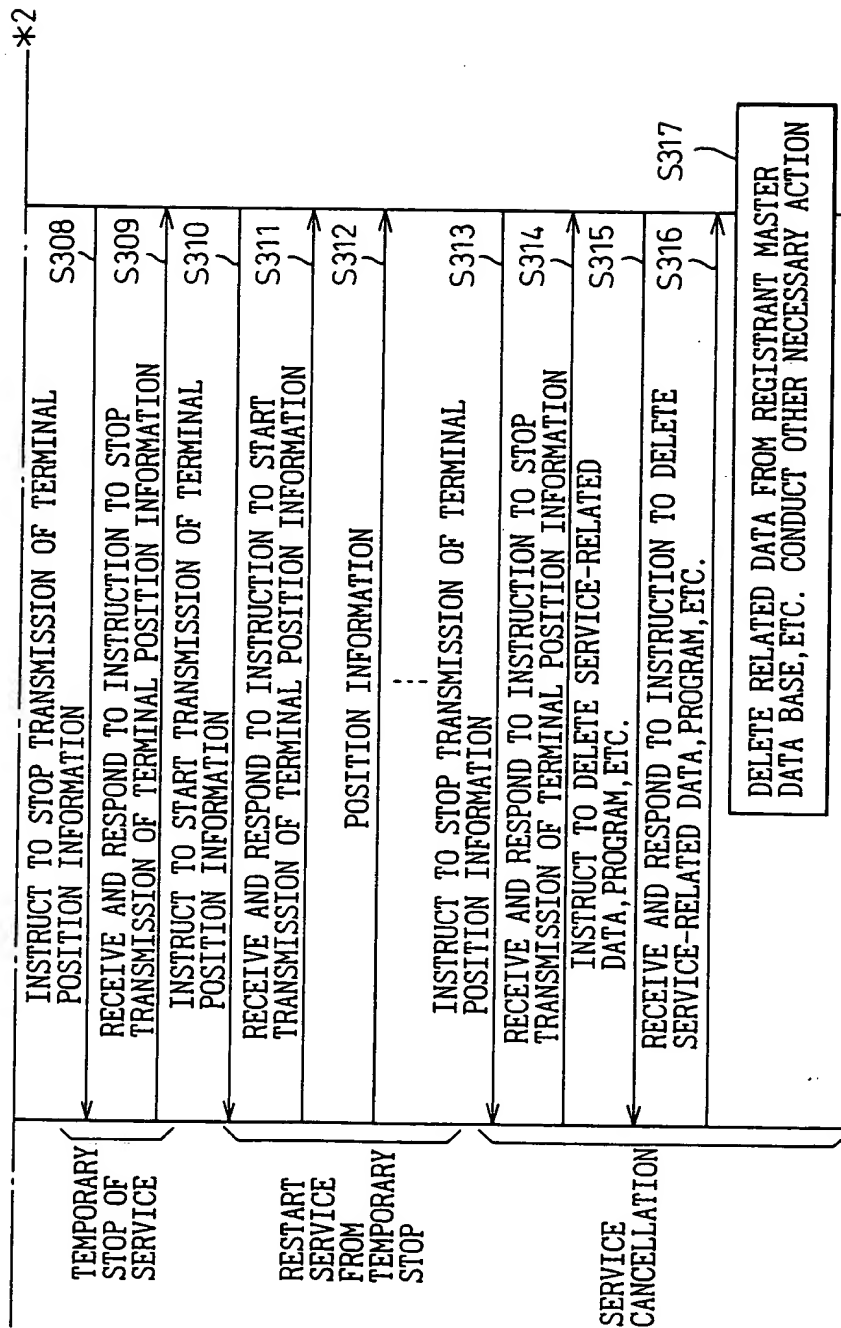 *2
INSTRUCT TO STOP TRANSMISSION OF TERMINAL
POSITION INFORMATION
S308
RECEIVE AND RESPOND TO INSTRUCTION TO STOP
TRANSMISSION OF TERMINAL POSITION INFORMATION
S309
TEMPORARY
STOP OF
SERVICE
INSTRUCT TO START TRANSMISSION OF TERMINAL
POSITION INFORMATION
S310
RECEIVE AND RESPOND TO INSTRUCTION TO START
TRANSMISSION OF TERMINAL POSITION INFORMATION
S311
POSITION INFORMATION
S312
RESTART
SERVICE
FROM
TEMPORARY
STOP
INSTRUCT TO STOP TRANSMISSION OF TERMINAL
POSITION INFORMATION
S313
RECEIVE AND RESPOND TO INSTRUCTION TO STOP
TRANSMISSION OF TERMINAL POSITION INFORMATION
S314
INSTRUCT TO DELETE SERVICE-RELATED
DATA,PROGRAM,ETC.
S315
RECEIVE AND RESPOND TO INSTRUCTION TO DELETE
SERVICE-RELATED DATA,PROGRAM,ETC.
S316
SERVICE
CANCELLATION
S317
DELETE RELATED DATA FROM REGISTRANT MASTER
DATA BASE,ETC. CONDUCT OTHER NECESSARY ACTION